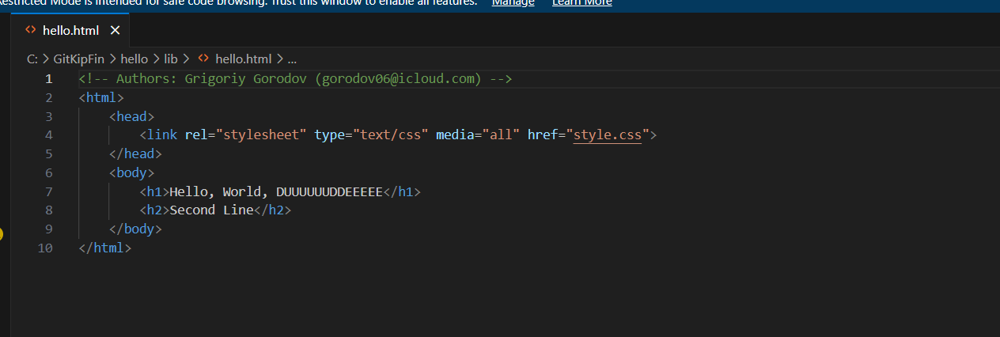 Restricted Mode is intended for safe code browsing. Trust this window to enable all features. Manage Learn More
hello.html
C: > GitKipFin > hello > lib > hello.html > ...
1 <!-- Authors: Grigoriy Gorodov (gorodov06@icloud.com) -->
2 <html>
3 <head>
4 <link rel="stylesheet" type="text/css" media="all" href="style.css">
5 </head>
6 <body>
7 <h1>Hello, World, DUUUUUUDDEEEEE</h1>
8 <h2>Second Line</h2>
9 </body>
10 </html>